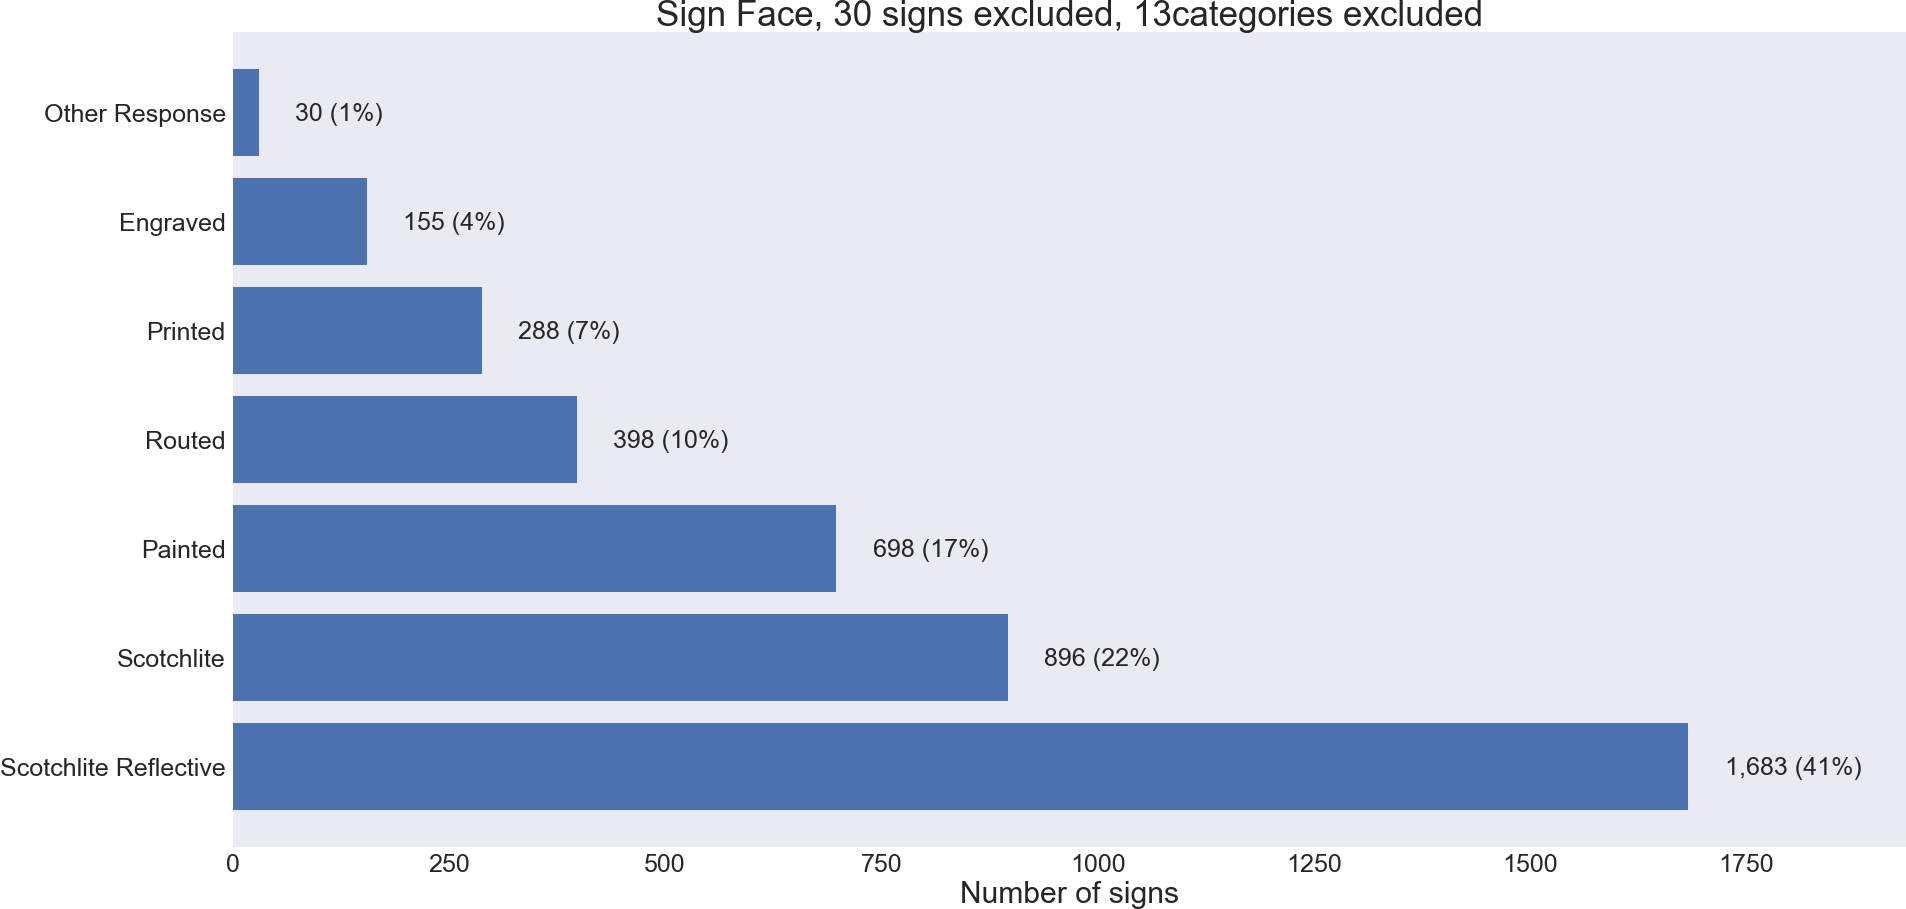 Sign Face, 30 signs excluded, 13categories excluded
Other Response 30 (1%)
Engraved 155 (4%)
Printed 288 (7%)
Routed 398 (10%)
Painted 698 (17%)
Scotchlite 896 (22%)
Scotchlite Reflective 1,683 (41%)
0 250 500 750 1000 1250 1500 1750
Number of signs